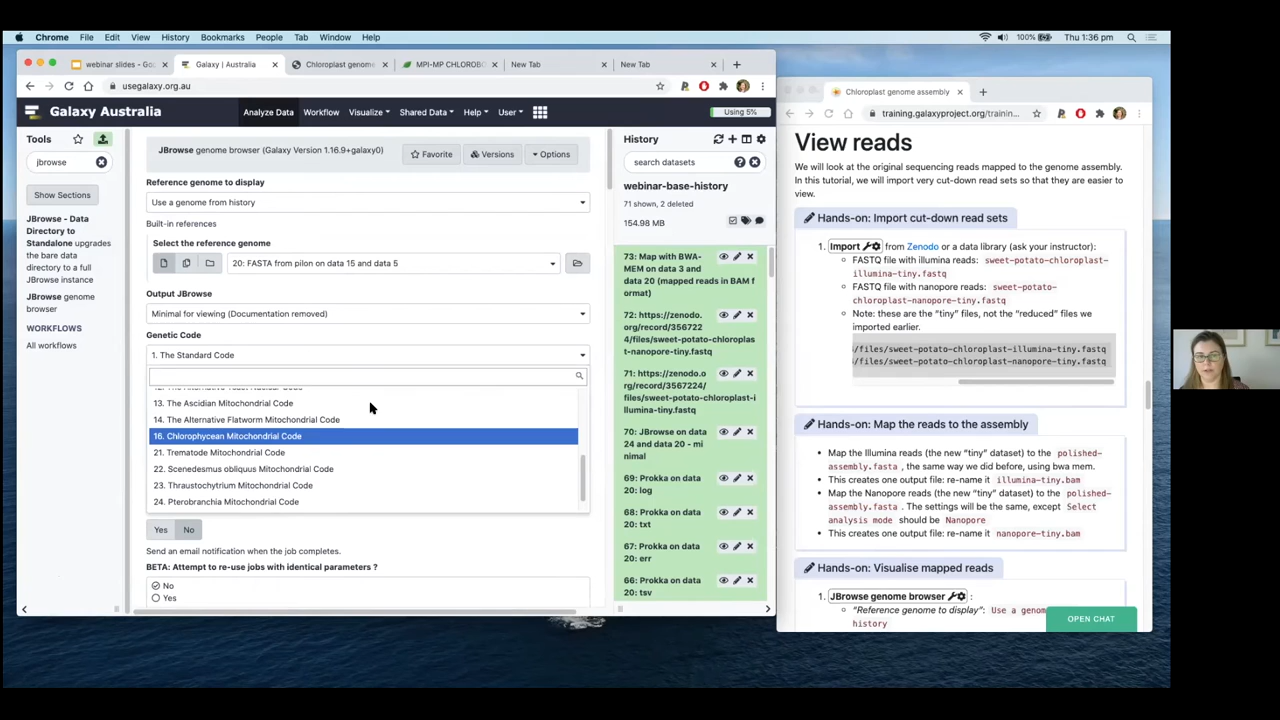 Chrome File Edit View History Bookmarks People Tab Window Help
100% Thu 1:36 pm
webinar slides - Goo
Galaxy | Australia
Chloroplast genom
MPI-MP CHLOROBO
New Tab
New Tab
usegalaxy.org.au
Galaxy Australia
Analyze Data Workflow Visualize Shared Data Help User
Using 5%
Tools
jbrowse
Show Sections
JBrowse - Data
Directory to
Standalone upgrades
the bare data
directory to a full
JBrowse instance
JBrowse genome
browser
WORKFLOWS
All workflows
JBrowse genome browser (Galaxy Version 1.16.9+galaxy0)
Favorite
Versions
Options
Reference genome to display
Use a genome from history
Built-in references
Select the reference genome
20: FASTA from pilon on data 15 and data 5
Output JBrowse
Minimal for viewing (Documentation removed)
Genetic Code
1. The Standard Code
12. The Alternative Yeast Nuclear Code
13. The Ascidian Mitochondrial Code
14. The Alternative Flatworm Mitochondrial Code
16. Chlorophycean Mitochondrial Code
21. Trematode Mitochondrial Code
22. Scenedesmus obliquus Mitochondrial Code
23. Thraustochytrium Mitochondrial Code
24. Pterobranchia Mitochondrial Code
Yes No
Send an email notification when the job completes.
BETA: Attempt to re-use jobs with identical parameters ?
No
Yes
History
search datasets
webinar-base-history
71 shown, 2 deleted
154.98 MB
73: Map with BWA-
MEM on data 3 and
data 20 (mapped reads in BAM f
ormat)
72: https://zenodo.
org/record/356722
4/files/sweet-potato-chloroplas
t-nanopore-tiny.fastq
71: https://zenodo.o
rg/record/3567224/
files/sweet-potato-chloroplast-i
llumina-tiny.fastq
70: JBrowse on data
24 and data 20 - mi
nimal
69: Prokka on data
20: log
68: Prokka on data
20: txt
67: Prokka on data
20: err
66: Prokka on data
20: tsv
Chloroplast genome assembly
training.galaxyproject.org/trainin...
View reads
We will look at the original sequencing reads mapped to the genome assembly.
In this tutorial, we will import very cut-down read sets so that they are easier to
view.
Hands-on: Import cut-down read sets
1. Import from Zenodo or a data library (ask your instructor):
FASTQ file with illumina reads: sweet-potato-chloroplast-
illumina-tiny.fastq
FASTQ file with nanopore reads: sweet-potato-
chloroplast-nanopore-tiny.fastq
Note: these are the "tiny" files, not the "reduced" files we
imported earlier.
/files/sweet-potato-chloroplast-illumina-tiny.fastq
/files/sweet-potato-chloroplast-nanopore-tiny.fastq
Hands-on: Map the reads to the assembly
Map the Illumina reads (the new "tiny" dataset) to the polished-
assembly.fasta , the same way we did before, using bwa mem.
This creates one output file: re-name it illumina-tiny.bam
Map the Nanopore reads (the new "tiny" dataset) to the polished-
assembly.fasta . The settings will be the same, except Select
analysis mode should be Nanopore
This creates one output file: re-name it nanopore-tiny.bam
Hands-on: Visualise mapped reads
1. JBrowse genome browser :
"Reference genome to display": Use a genom
history
OPEN CHAT